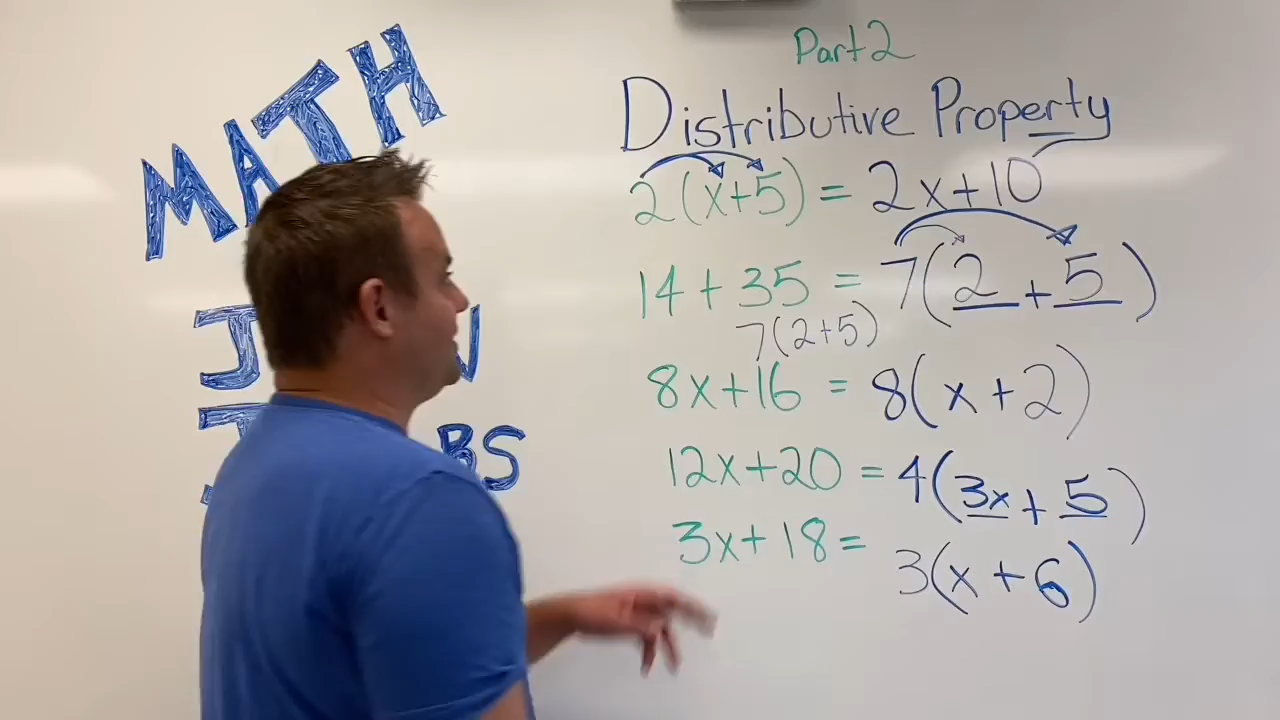 MATH
BS
Part 2
Distributive Property
2(x+5) = 2x+10
14+35 = 7(2+5)
7(2+5)
8x+16 = 8(x+2)
12x+20 = 4(3x+5)
3x+18 = 3(x+6)